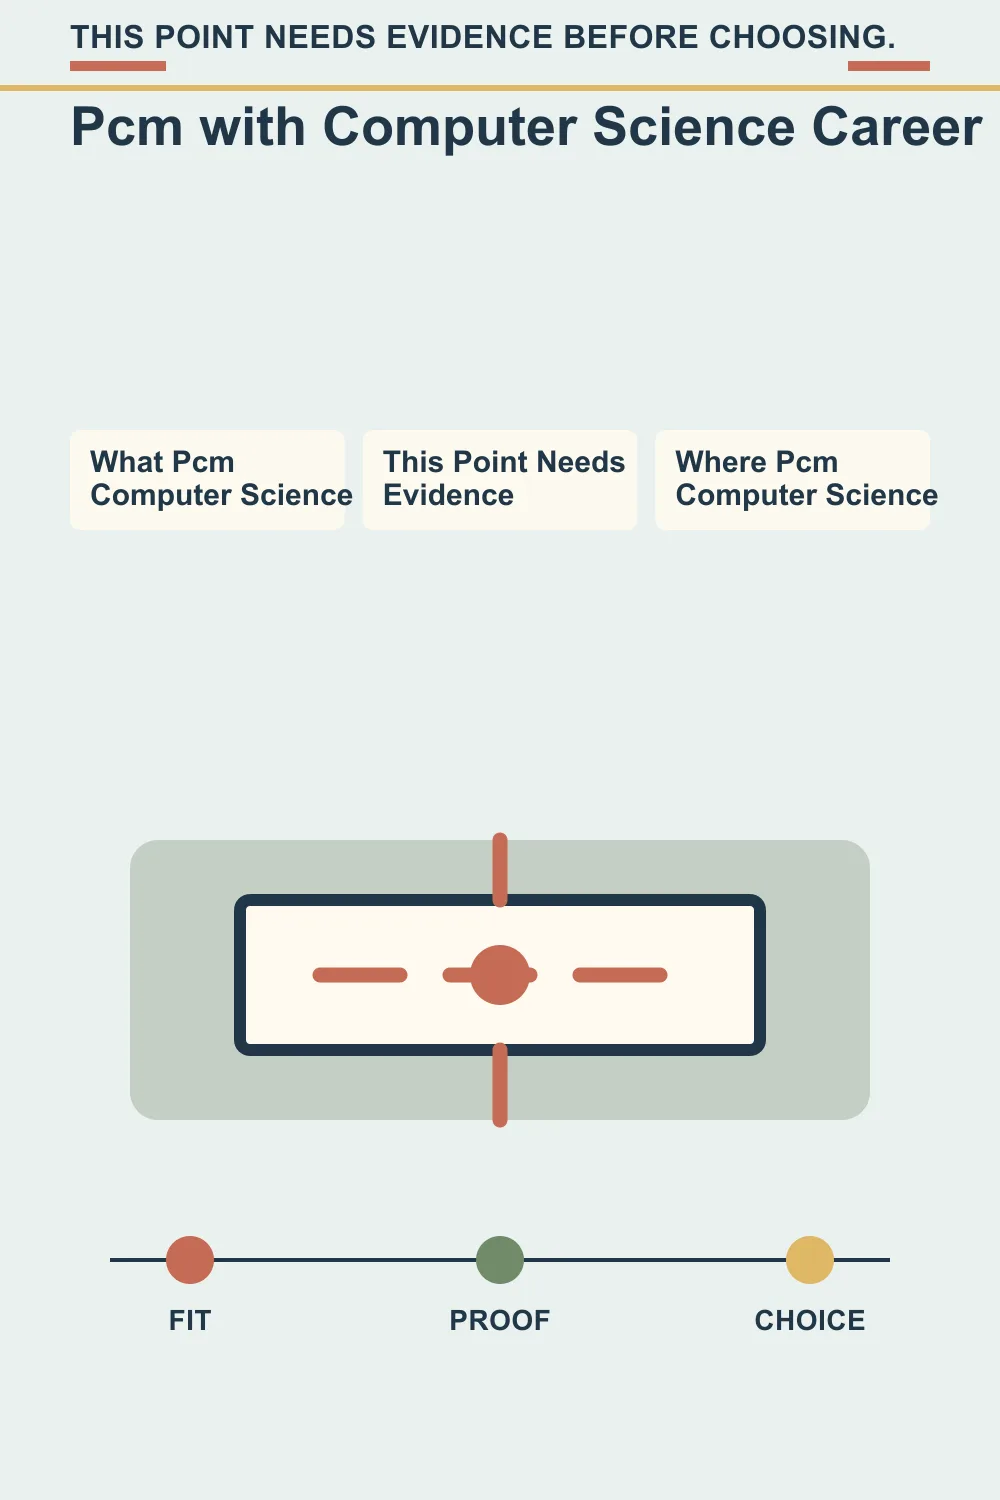 THIS POINT NEEDS EVIDENCE BEFORE CHOOSING.
Pcm with Computer Science Career
What Pcm
Computer Science
This Point Needs
Evidence
Where Pcm
Computer Science
FIT
PROOF
CHOICE